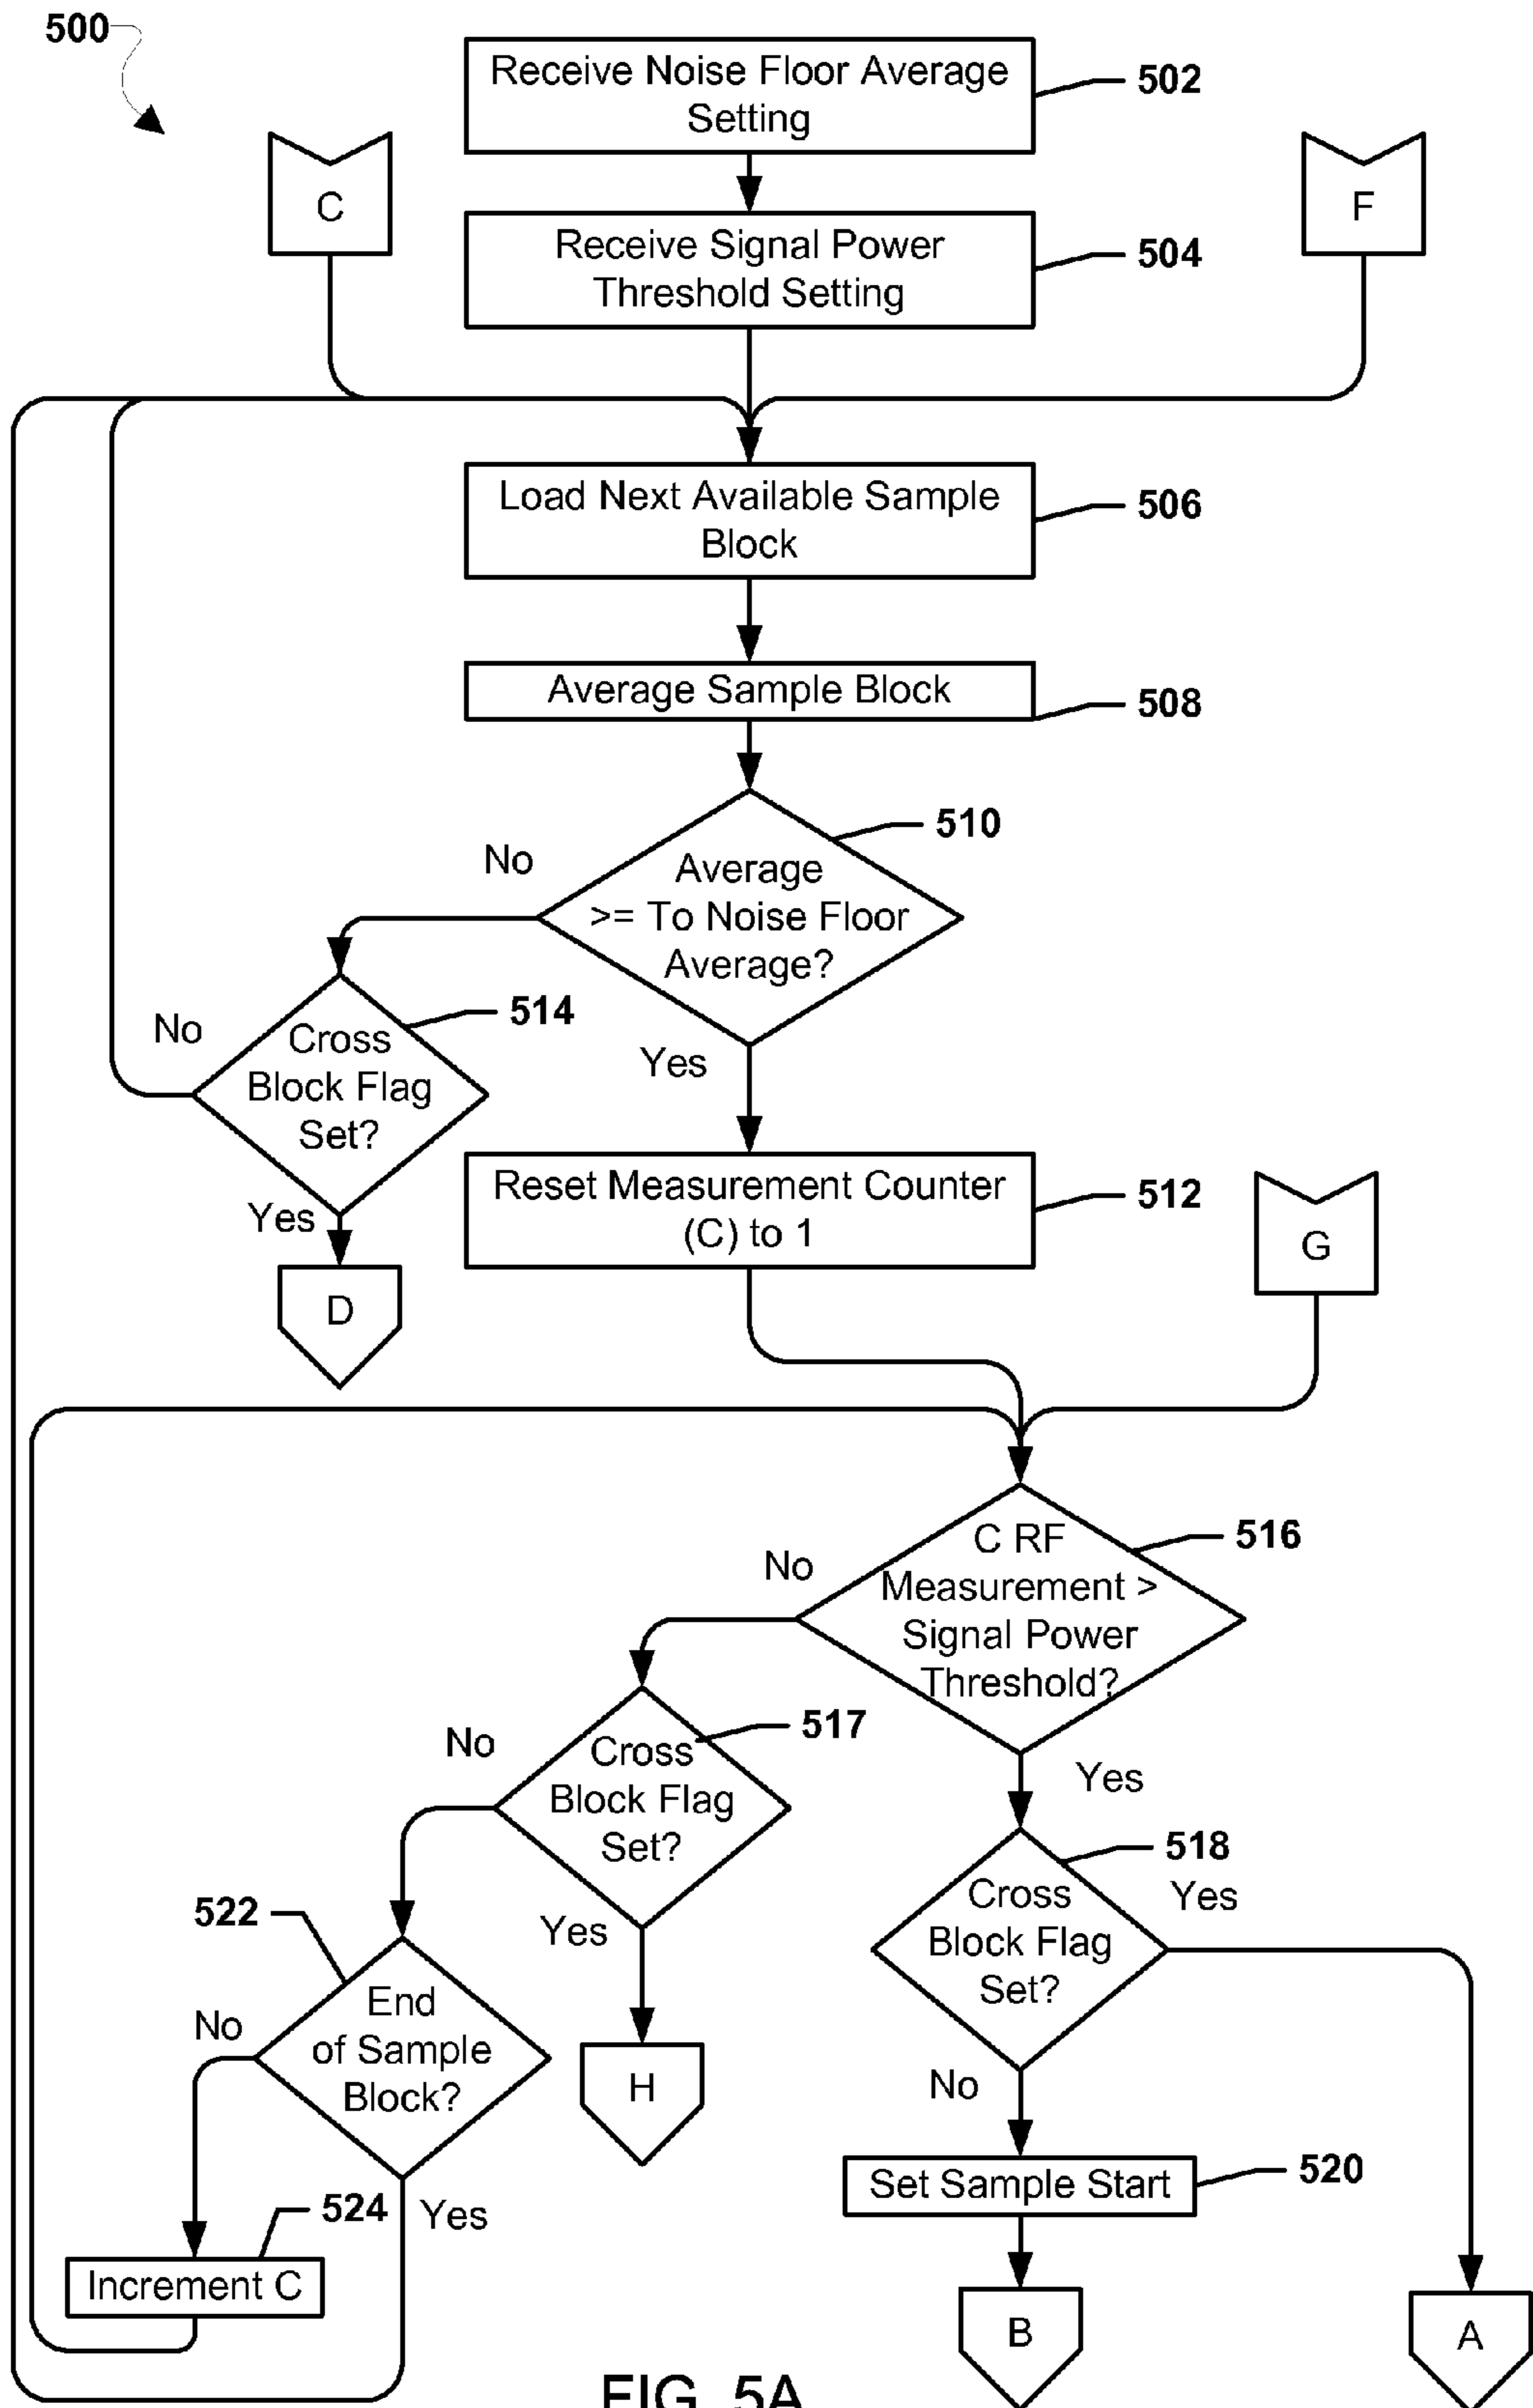 500
Receive Noise Floor Average
Setting
502
C
F
Receive Signal Power
Threshold Setting
504
Load Next Available Sample
Block
506
Average Sample Block
508
510
No
Average
>= To Noise Floor
Average?
514
No
Cross
Block Flag
Set?
Yes
Reset Measurement Counter
(C) to 1
512
Yes
G
D
C RF
Measurement >
Signal Power
Threshold?
516
No
517
No
Cross
Block Flag
Set?
Yes
518
Yes
Cross
Block Flag
Set?
522
Yes
End
of Sample
Block?
No
H
No
Set Sample Start
520
524
Yes
Increment C
B
A
FIG. 5A